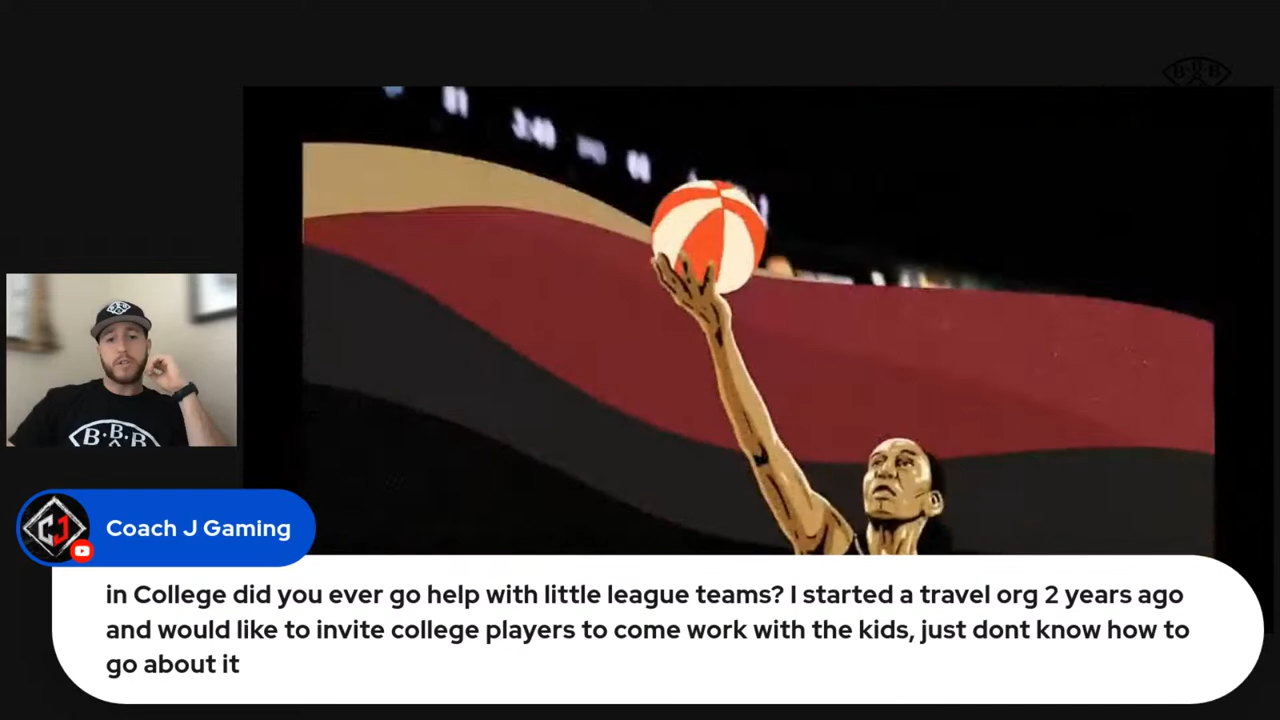 B·B·B
B·B·B
Coach J Gaming
in College did you ever go help with little league teams? I started a travel org 2 years ago
and would like to invite college players to come work with the kids, just dont know how to
go about it